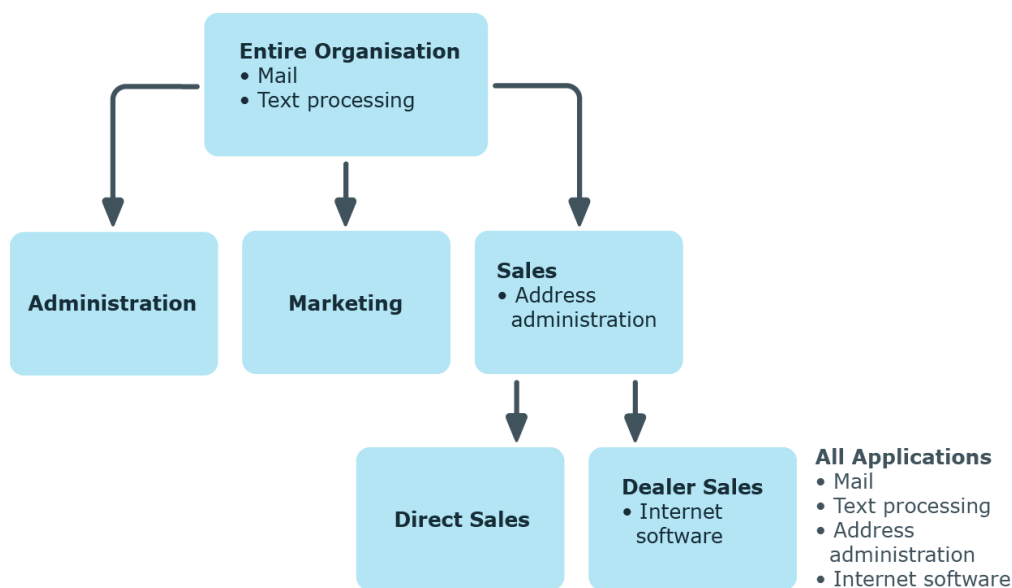 Entire Organisation
• Mail
• Text processing
Administration
Marketing
Sales
• Address
administration
Direct Sales
Dealer Sales
• Internet
software
All Applications
• Mail
• Text processing
• Address
administration
• Internet software